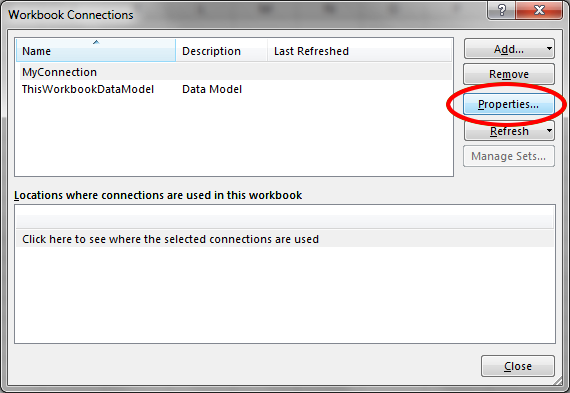 Workbook Connections
Name Description Last Refreshed
MyConnection
ThisWorkbookDataModel Data Model
Add...
Remove
Properties...
Refresh
Manage Sets...
Locations where connections are used in this workbook
Click here to see where the selected connections are used
Close